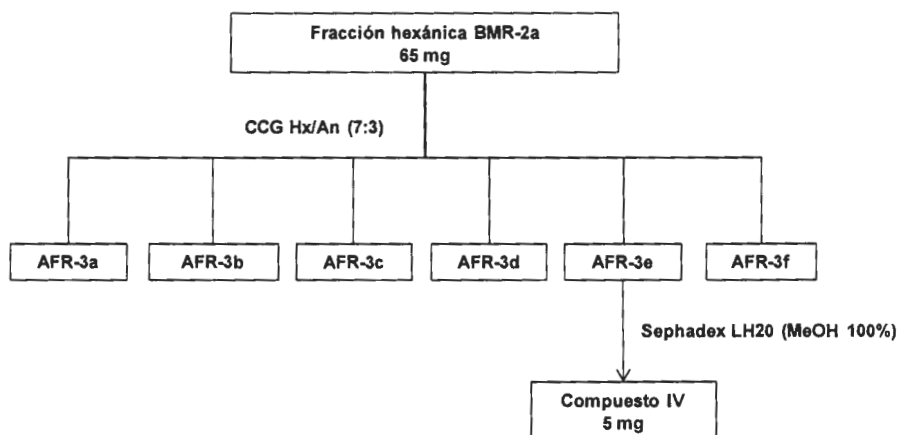 Fracción hexánica BMR-2a
65 mg
CCG Hx/An (7:3)
AFR-3a
AFR-3b
AFR-3c
AFR-3d
AFR-3e
AFR-3f
Sephadex LH20 (MeOH 100%)
Compuesto IV
5 mg